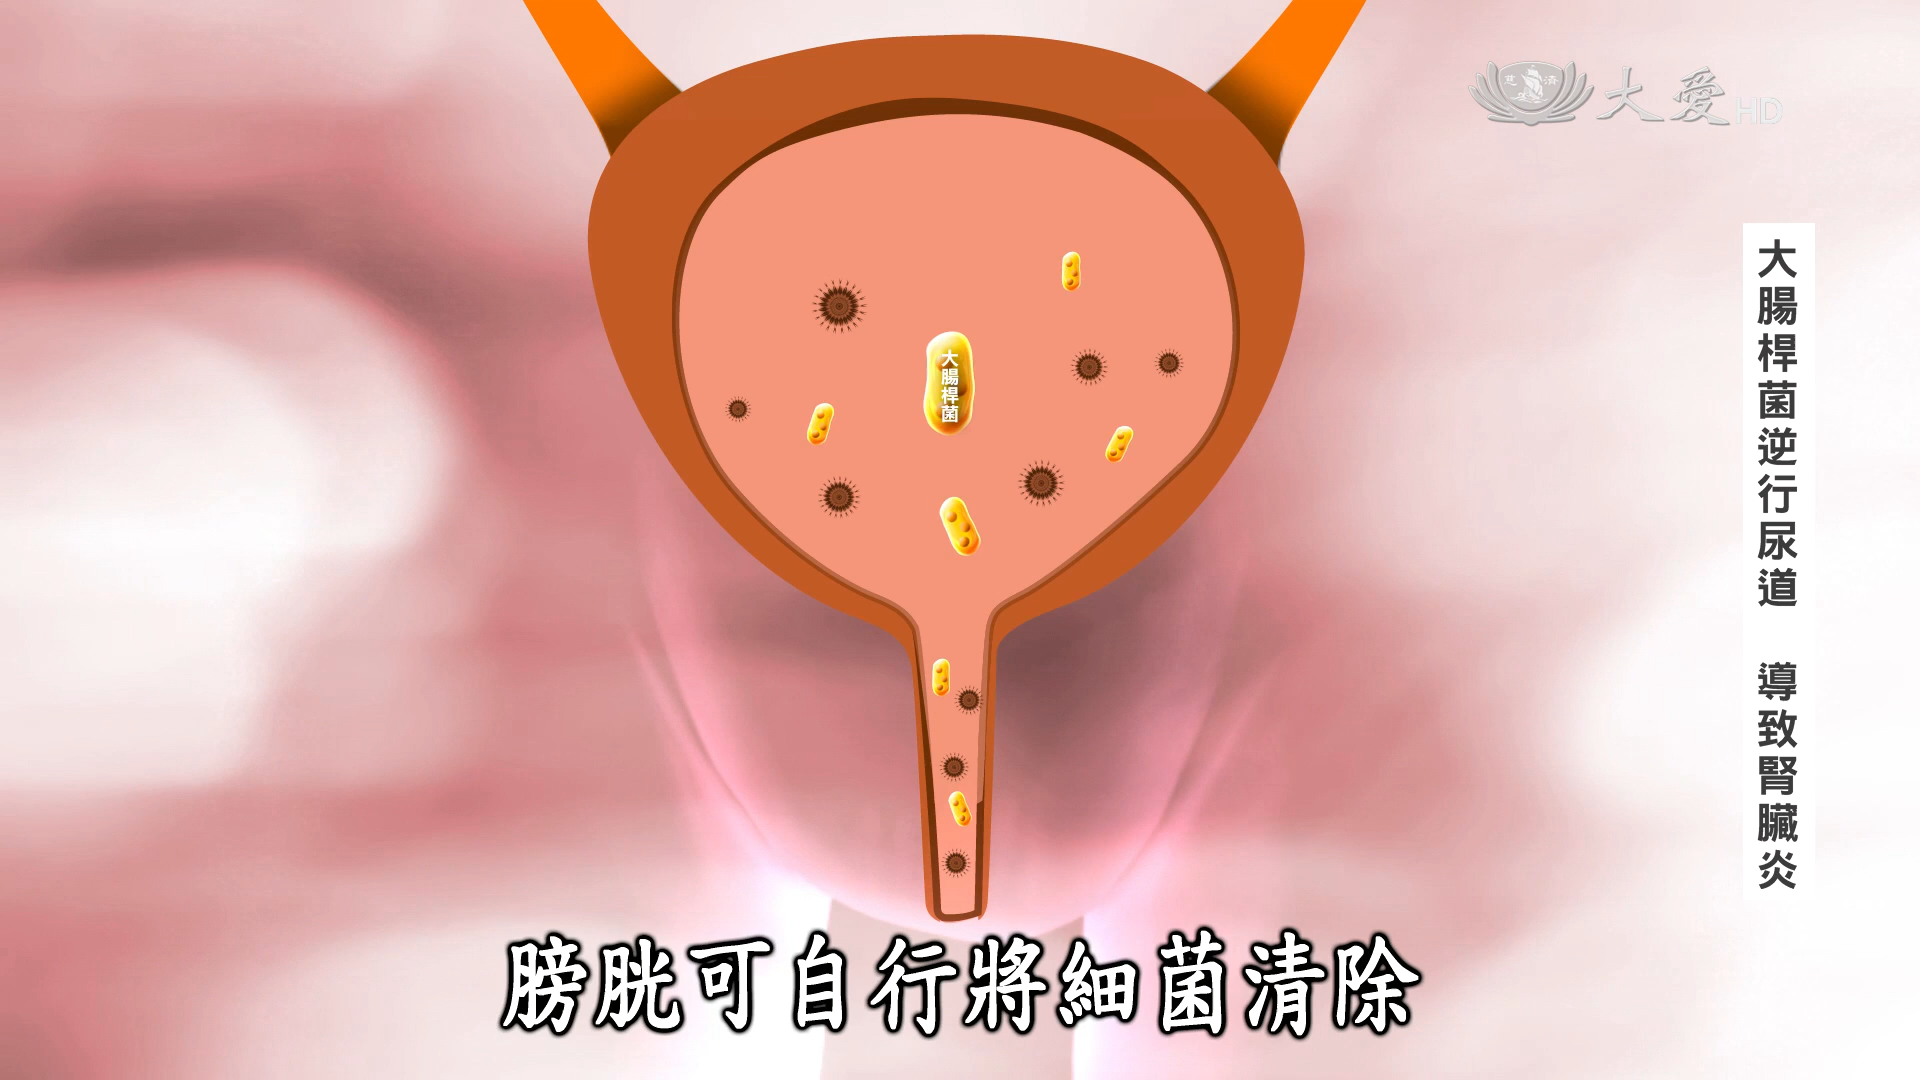 大愛HD
大腸桿菌逆行尿道 導致腎臟炎
大腸桿菌
膀胱可自行將細菌清除